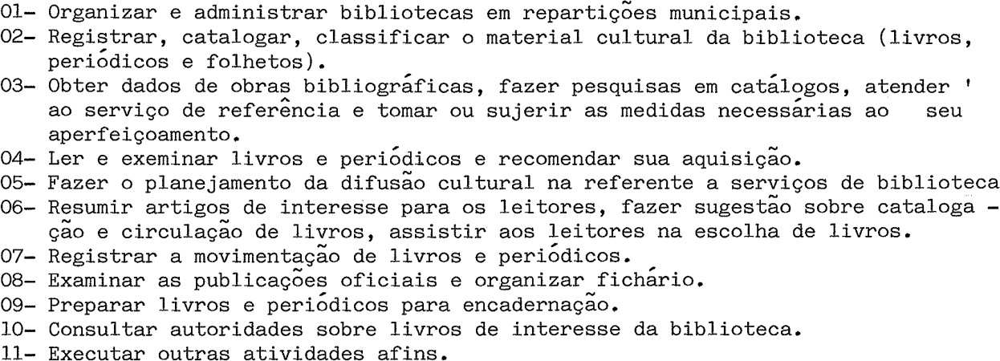 01- Organizar e administrar bibliotecas em repartições municipais.
02- Registrar, catalogar, classificar o material cultural da biblioteca (livros,
periódicos e folhetos).
03- Obter dados de obras bibliográficas, fazer pesquisas em catálogos, atender '
ao serviço de referência e tomar ou sujerir as medidas necessárias ao seu
aperfeiçoamento.
04- Ler e exeminar livros e periódicos e recomendar sua aquisição.
05- Fazer o planejamento da difusão cultural na referente a serviços de biblioteca
06- Resumir artigos de interesse para os leitores, fazer sugestão sobre cataloga -
ção e circulação de livros, assistir aos leitores na escolha de livros.
07- Registrar a movimentação de livros e periódicos.
08- Examinar as publicações oficiais e organizar fichário.
09- Preparar livros e periódicos para encadernação.
10- Consultar autoridades sobre livros de interesse da biblioteca.
11- Executar outras atividades afins.